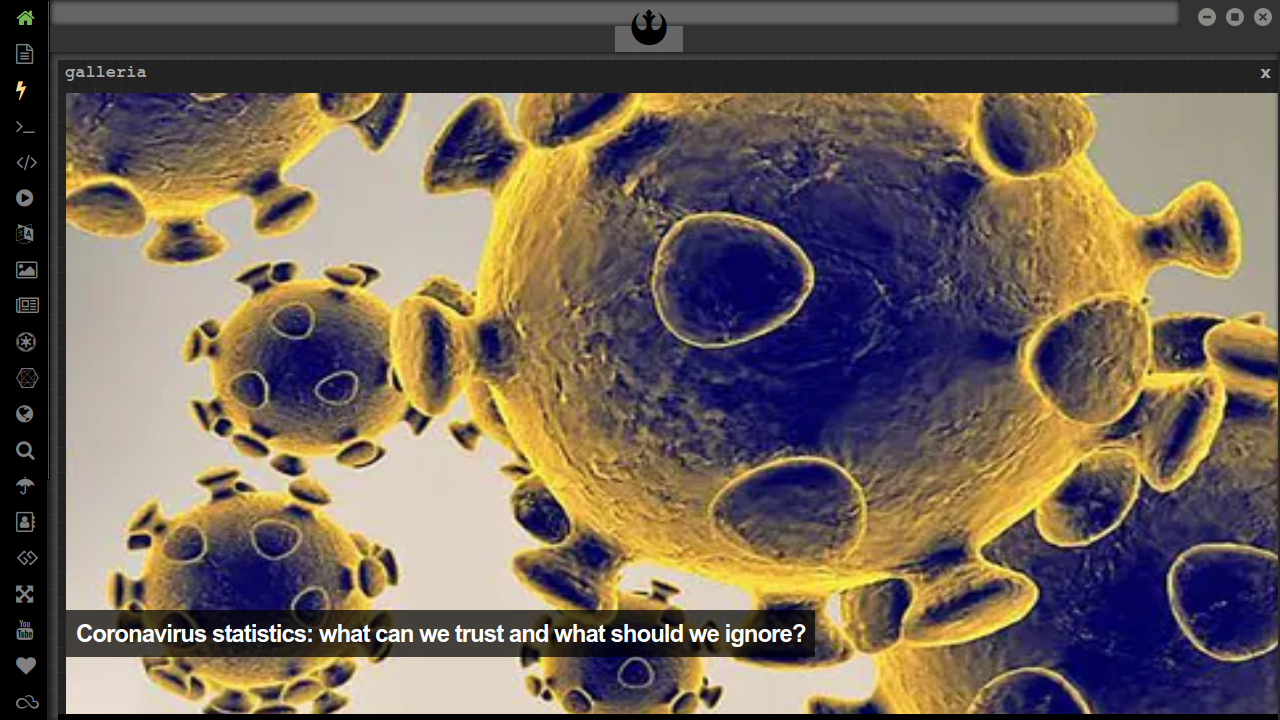 galleria
x
Coronavirus statistics: what can we trust and what should we ignore?
You
Tube